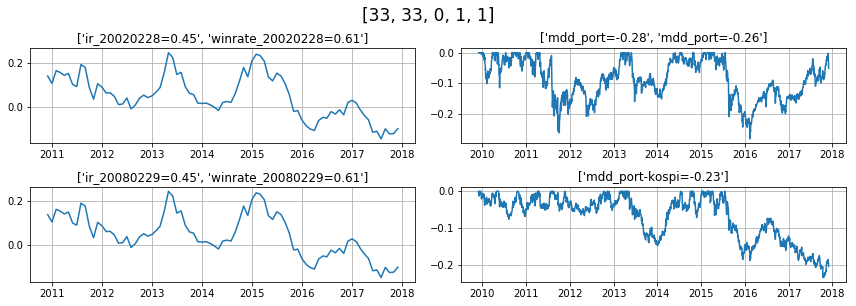 [33, 33, 0, 1, 1]
['ir_20020228=0.45', 'winrate_20020228=0.61']
0.2
0.0
2011 2012 2013 2014 2015 2016 2017 2018
['mdd_port=-0.28', 'mdd_port=-0.26']
0.0
−0.1
−0.2
2010 2011 2012 2013 2014 2015 2016 2017 2018
['ir_20080229=0.45', 'winrate_20080229=0.61']
0.2
0.0
2011 2012 2013 2014 2015 2016 2017 2018
['mdd_port-kospi=-0.23']
0.0
−0.1
−0.2
2010 2011 2012 2013 2014 2015 2016 2017 2018